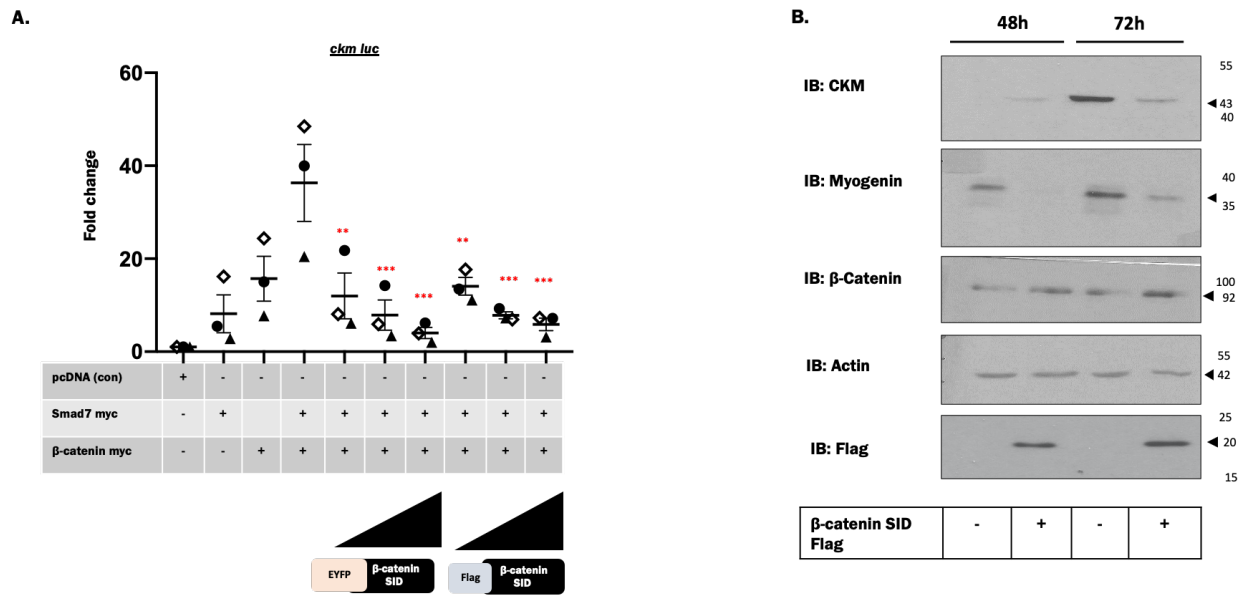 A.
ckm luc
Fold change
60
40
20
0
**
***
***
**
***
***
pcDNA (con) + - - - - - - - - -
Smad7 myc - + + + + + + + +
β-catenin myc - - + + + + + + + +
EYFP β-catenin SID
Flag β-catenin SID
B.
48h 72h
IB: CKM
55
43
40
IB: Myogenin
40
35
IB: β-Catenin
100
92
IB: Actin
55
42
IB: Flag
25
20
15
β-catenin SID - + - +
Flag